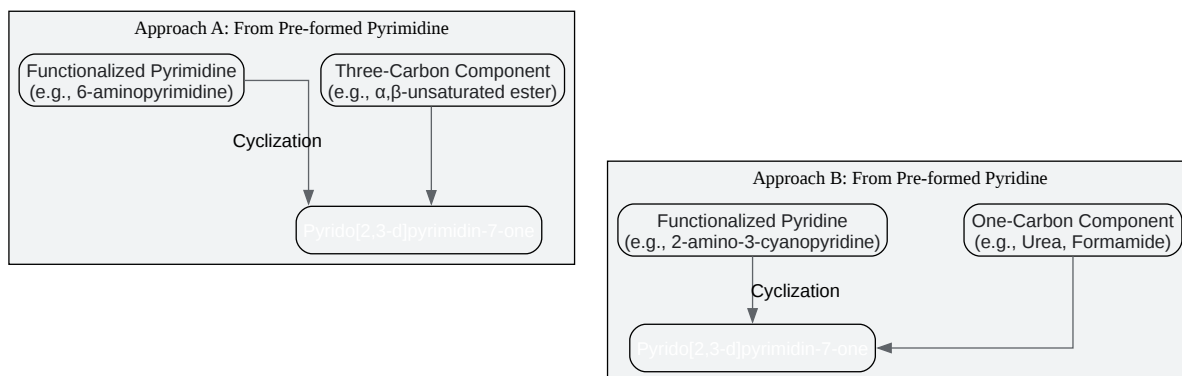 Approach A: From Pre-formed Pyrimidine
Functionalized Pyrimidine
(e.g., 6-aminopyrimidine)
Three-Carbon Component
(e.g., α,β-unsaturated ester)
Cyclization
Pyrido[2,3-d]pyrimidin-7-one
Approach B: From Pre-formed Pyridine
Functionalized Pyridine
(e.g., 2-amino-3-cyanopyridine)
One-Carbon Component
(e.g., Urea, Formamide)
Cyclization
Pyrido[2,3-d]pyrimidin-7-one